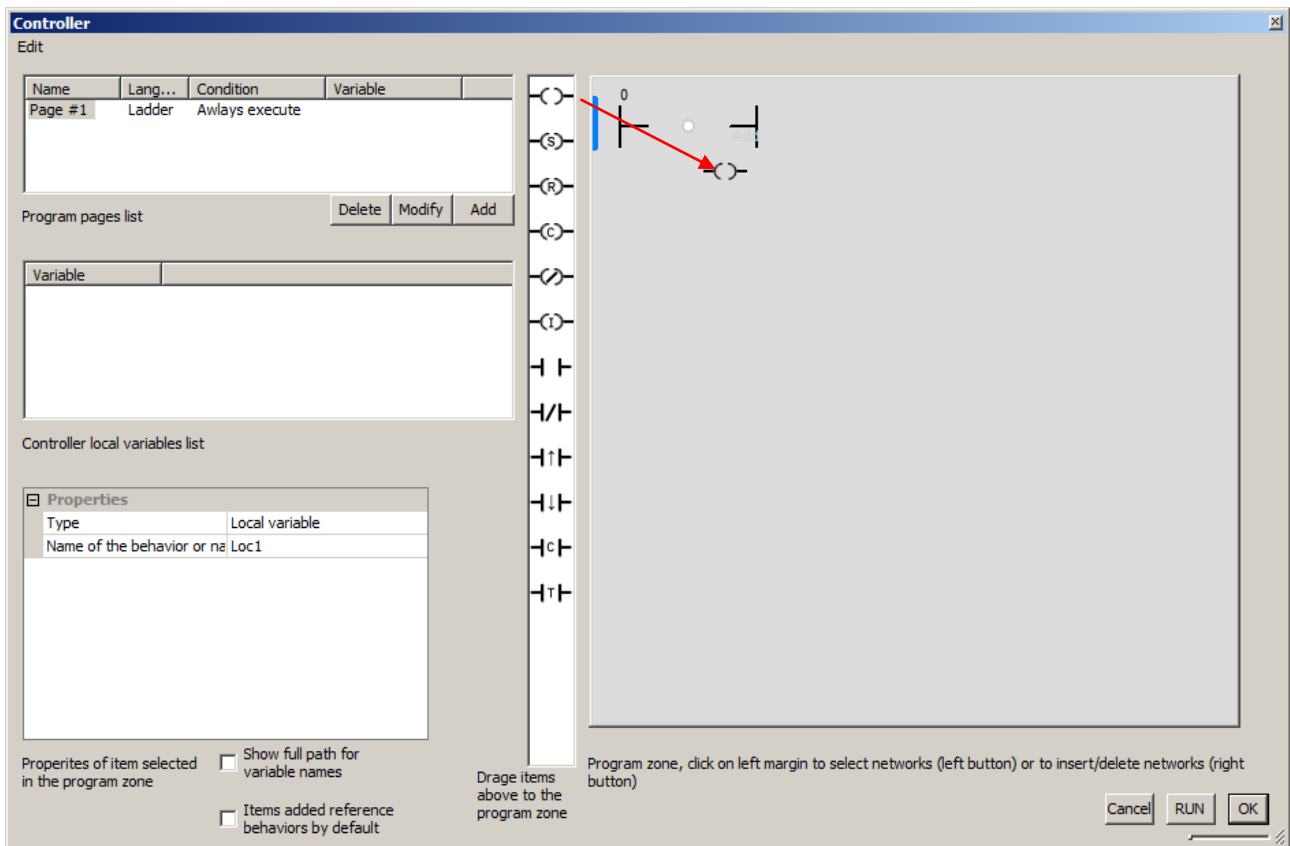 Controller
Edit
Name Lang... Condition Variable
Page #1 Ladder Awlays execute
Program pages list
Delete Modify Add
Variable
Controller local variables list
Properties
Type Local variable
Name of the behavior or na Loc1
Properites of item selected
in the program zone
Show full path for
variable names
Items added reference
behaviors by default
S
R
C
I
C
T
Drage items
above to the
program zone
0
Add
Program zone, click on left margin to select networks (left button) or to insert/delete networks (right
button)
Cancel RUN OK